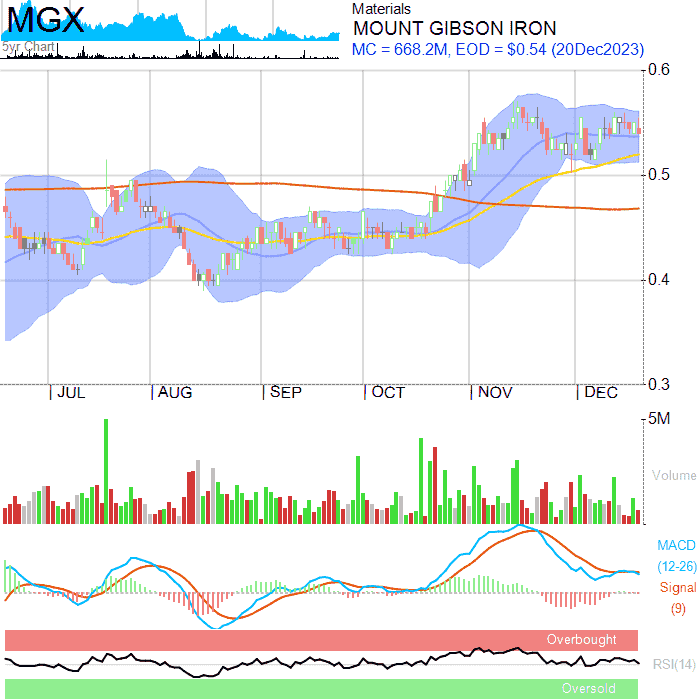 MGX
5yr Chart
Materials
MOUNT GIBSON IRON
MC = 668.2M, EOD = $0.54 (20Dec2023)
0.6
0.5
0.4
0.3
JUL AUG SEP OCT NOV DEC
5M
Volume
MACD
(12-26)
Signal
(9)
Overbought
RSI(14)
Oversold